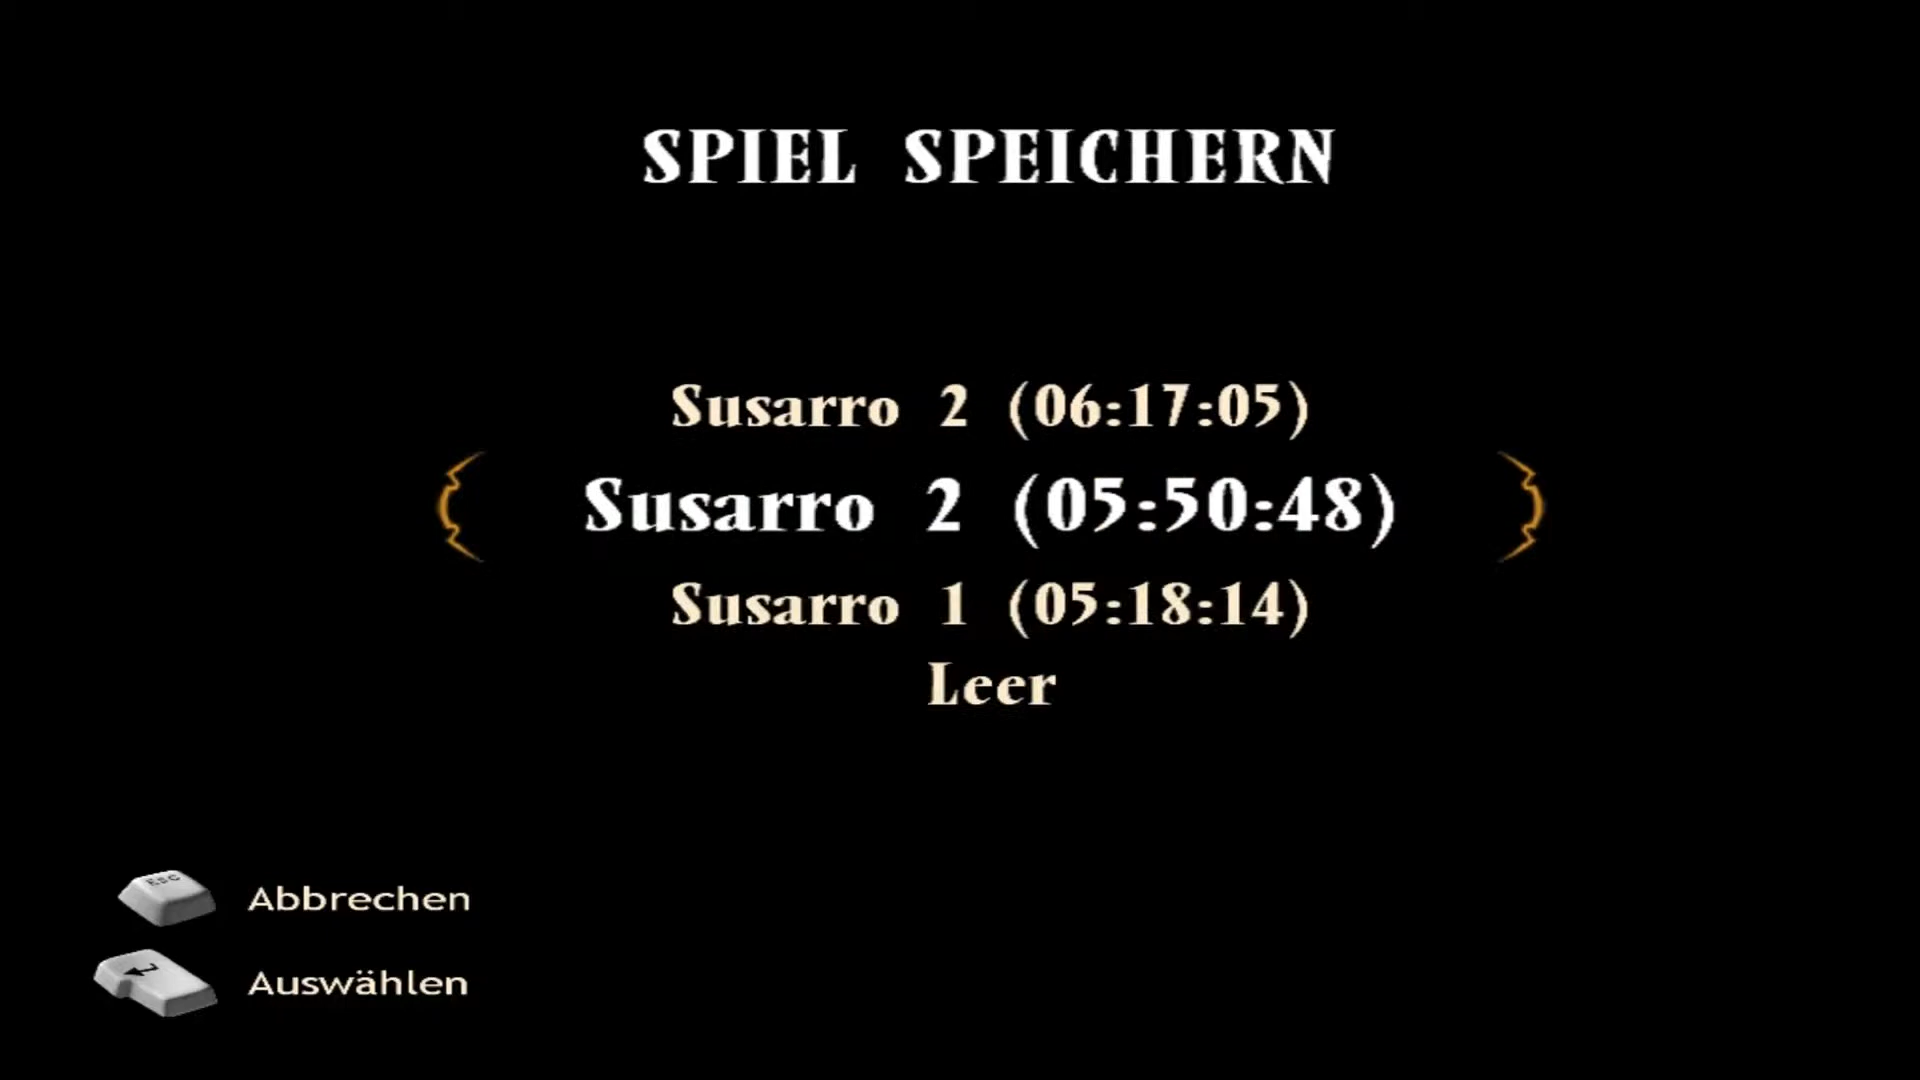 SPIEL SPEICHERN
Susarro 2 (06:17:05)
Susarro 2 (05:50:48)
Susarro 1 (05:18:14)
Leer
ESC Abbrechen
Auswählen